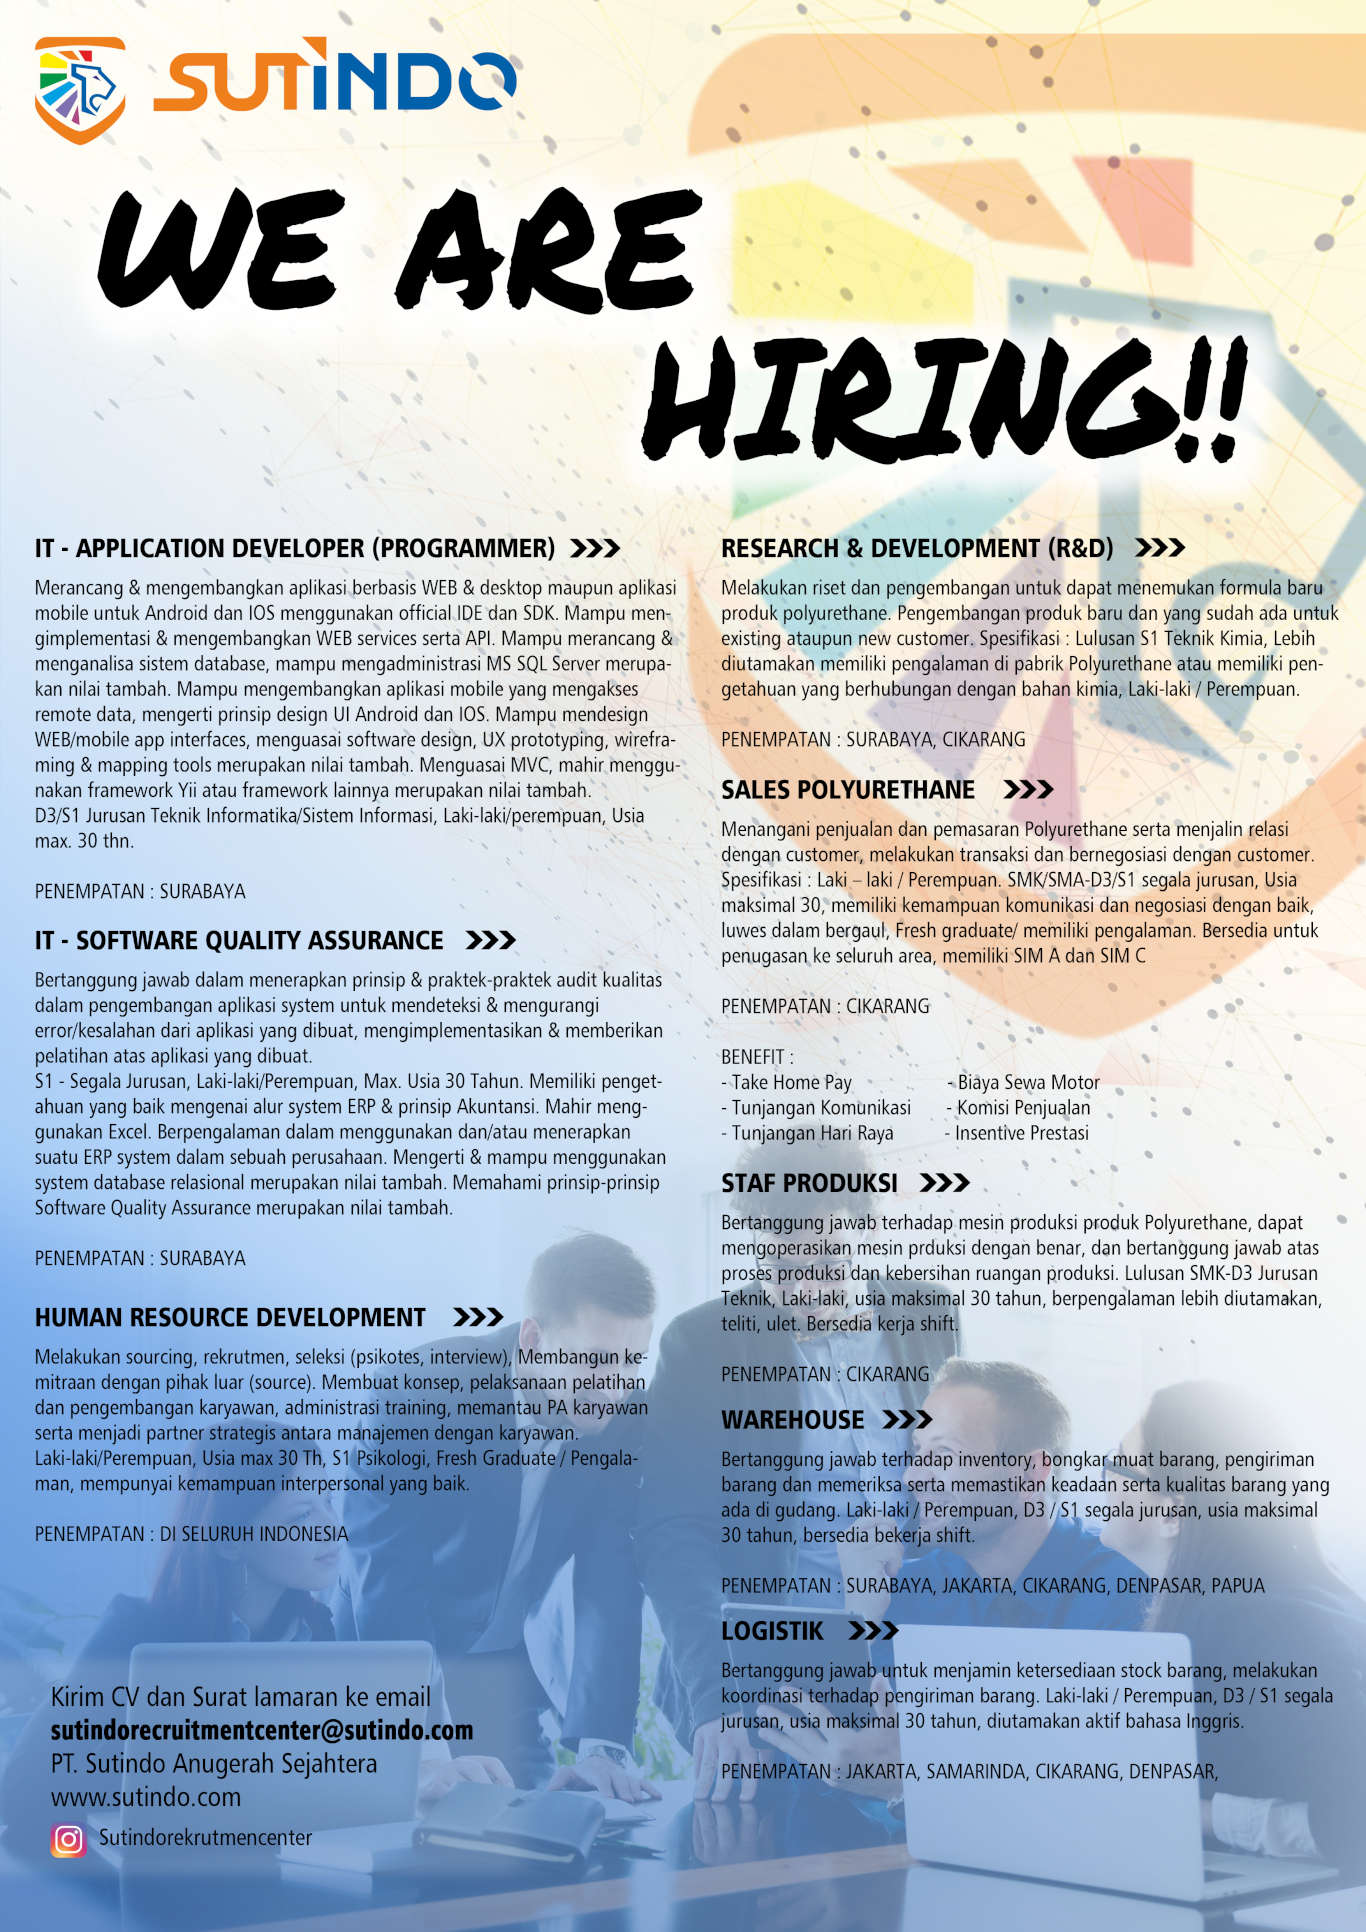 SUTINDO
WE ARE
HIRING!!
IT - APPLICATION DEVELOPER (PROGRAMMER)
Merancang & mengembangkan aplikasi berbasis WEB & desktop maupun aplikasi
mobile untuk Android dan IOS menggunakan official IDE dan SDK. Mampu men-
gimplementasi & mengembangkan WEB services serta API. Mampu merancang &
menganalisa sistem database, mampu mengadministrasi MS SQL Server merupa-
kan nilai tambah. Mampu mengembangkan aplikasi mobile yang mengakses
remote data, mengerti prinsip design UI Android dan IOS. Mampu mendesign
WEB/mobile app interfaces, menguasai software design, UX prototyping, wirefra-
ming & mapping tools merupakan nilai tambah. Menguasai MVC, mahir menggu-
nakan framework Yii atau framework lainnya merupakan nilai tambah.
D3/S1 Jurusan Teknik Informatika/Sistem Informasi, Laki-laki/perempuan, Usia
max. 30 thn.
PENEMPATAN : SURABAYA
IT - SOFTWARE QUALITY ASSURANCE
Bertanggung jawab dalam menerapkan prinsip & praktek-praktek audit kualitas
dalam pengembangan aplikasi system untuk mendeteksi & mengurangi
error/kesalahan dari aplikasi yang dibuat, mengimplementasikan & memberikan
pelatihan atas aplikasi yang dibuat.
S1 - Segala Jurusan, Laki-laki/Perempuan, Max. Usia 30 Tahun. Memiliki penget-
ahuan yang baik mengenai alur system ERP & prinsip Akuntansi. Mahir meng-
gunakan Excel. Berpengalaman dalam menggunakan dan/atau menerapkan
suatu ERP system dalam sebuah perusahaan. Mengerti & mampu menggunakan
system database relasional merupakan nilai tambah. Memahami prinsip-prinsip
Software Quality Assurance merupakan nilai tambah.
PENEMPATAN : SURABAYA
HUMAN RESOURCE DEVELOPMENT
Melakukan sourcing, rekrutmen, seleksi (psikotes, interview), Membangun ke-
mitraan dengan pihak luar (source). Membuat konsep, pelaksanaan pelatihan
dan pengembangan karyawan, administrasi training, memantau PA karyawan
serta menjadi partner strategis antara manajemen dengan karyawan.
Laki-laki/Perempuan, Usia max 30 Th, S1 Psikologi, Fresh Graduate / Pengala-
man, mempunyai kemampuan interpersonal yang baik.
PENEMPATAN : DI SELURUH INDONESIA
Kirim CV dan Surat lamaran ke email
sutindorecruitmentcenter@sutindo.com
PT. Sutindo Anugerah Sejahtera
www.sutindo.com
Sutindorekrutmencenter
RESEARCH & DEVELOPMENT (R&D)
Melakukan riset dan pengembangan untuk dapat menemukan formula baru
produk polyurethane. Pengembangan produk baru dan yang sudah ada untuk
existing ataupun new customer. Spesifikasi : Lulusan S1 Teknik Kimia, Lebih
diutamakan memiliki pengalaman di pabrik Polyurethane atau memiliki pen-
getahuan yang berhubungan dengan bahan kimia, Laki-laki / Perempuan.
PENEMPATAN : SURABAYA, CIKARANG
SALES POLYURETHANE
Menangani penjualan dan pemasaran Polyurethane serta menjalin relasi
dengan customer, melakukan transaksi dan bernegosiasi dengan customer.
Spesifikasi : Laki – laki / Perempuan. SMK/SMA-D3/S1 segala jurusan, Usia
maksimal 30, memiliki kemampuan komunikasi dan negosiasi dengan baik,
luwes dalam bergaul, Fresh graduate/ memiliki pengalaman. Bersedia untuk
penugasan ke seluruh area, memiliki SIM A dan SIM C
PENEMPATAN : CIKARANG
BENEFIT :
- Take Home Pay - Biaya Sewa Motor
- Tunjangan Komunikasi - Komisi Penjualan
- Tunjangan Hari Raya - Insentive Prestasi
STAF PRODUKSI
Bertanggung jawab terhadap mesin produksi produk Polyurethane, dapat
mengoperasikan mesin prduksi dengan benar, dan bertanggung jawab atas
proses produksi dan kebersihan ruangan produksi. Lulusan SMK-D3 Jurusan
Teknik, Laki-laki, usia maksimal 30 tahun, berpengalaman lebih diutamakan,
teliti, ulet. Bersedia kerja shift.
PENEMPATAN : CIKARANG
WAREHOUSE
Bertanggung jawab terhadap inventory, bongkar muat barang, pengiriman
barang dan memeriksa serta memastikan keadaan serta kualitas barang yang
ada di gudang. Laki-laki / Perempuan, D3 / S1 segala jurusan, usia maksimal
30 tahun, bersedia bekerja shift.
PENEMPATAN : SURABAYA, JAKARTA, CIKARANG, DENPASAR, PAPUA
LOGISTIK
Bertanggung jawab untuk menjamin ketersediaan stock barang, melakukan
koordinasi terhadap pengiriman barang. Laki-laki / Perempuan, D3 / S1 segala
jurusan, usia maksimal 30 tahun, diutamakan aktif bahasa Inggris.
PENEMPATAN : JAKARTA, SAMARINDA, CIKARANG, DENPASAR,